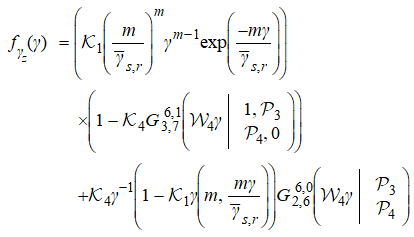 f_{γ_z}(γ) = (𝒦_1 (m / γ̄_{s,r})^m γ^{m−1} exp(−mγ / γ̄_{s,r}))
×(1 − 𝒦_4 G^{6,1}_{3,7}(𝒲_4 γ | 1, 𝒫_3 / 𝒫_4, 0))
+𝒦_4 γ^{−1} (1 − 𝒦_1 γ(m, mγ / γ̄_{s,r})) G^{6,0}_{2,6}(𝒲_4 γ | 𝒫_3 / 𝒫_4)